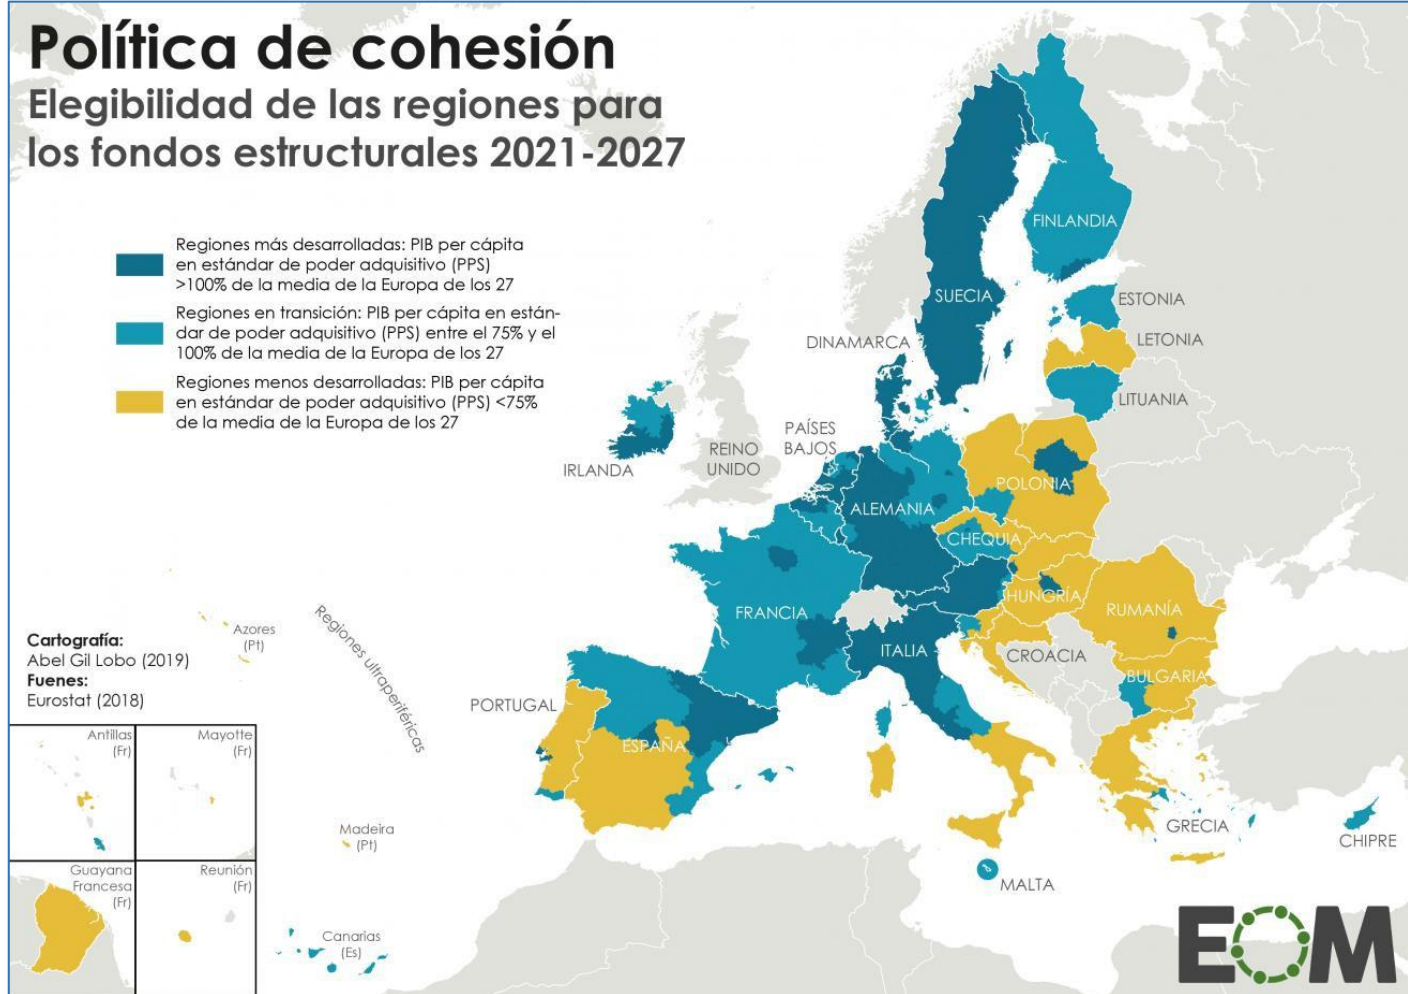 Política de cohesión
Elegibilidad de las regiones para
los fondos estructurales 2021-2027
Regiones más desarrolladas: PIB per cápita
en estándar de poder adquisitivo (PPS)
>100% de la media de la Europa de los 27
Regiones en transición: PIB per cápita en están-
dar de poder adquisitivo (PPS) entre el 75% y el
100% de la media de la Europa de los 27
Regiones menos desarrolladas: PIB per cápita
en estándar de poder adquisitivo (PPS) <75%
de la media de la Europa de los 27
FINLANDIA
SUECIA
ESTONIA
LETONIA
DINAMARCA
LITUANIA
PAÍSES
BAJOS
REINO
UNIDO
IRLANDA
POLONIA
ALEMANIA
CHEQUIA
HUNGRÍA
RUMANÍA
FRANCIA
ITALIA
CROACIA
BULGARIA
PORTUGAL
ESPAÑA
GRECIA
CHIPRE
MALTA
Cartografía:
Abel Gil Lobo (2019)
Fuenes:
Eurostat (2018)
Regiones ultraperiféricas
Azores
(Pt)
Antillas
(Fr)
Mayotte
(Fr)
Madeira
(Pt)
Guayana
Francesa
(Fr)
Reunión
(Fr)
Canarias
(Es)
EOM